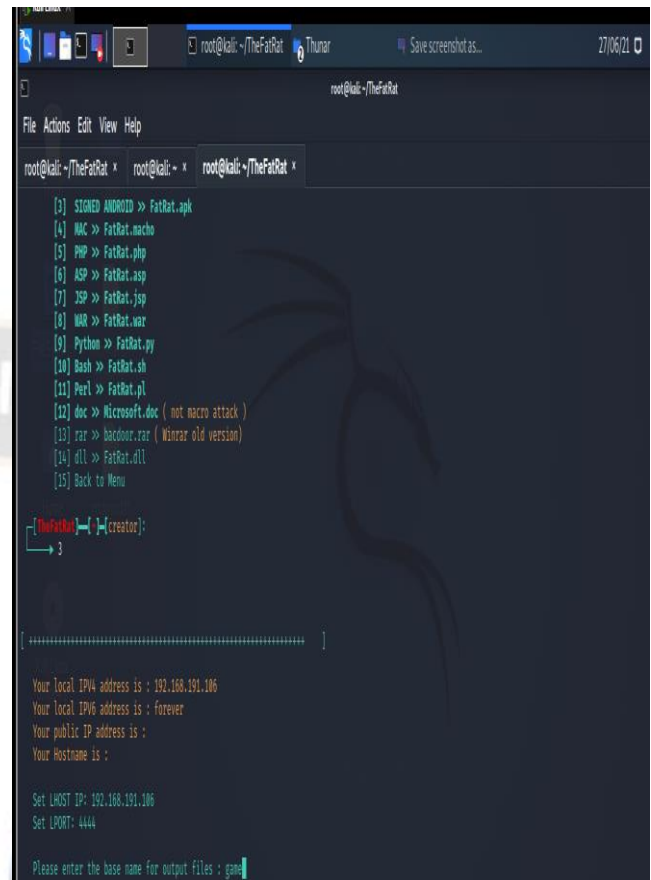 Kali Linux
root@kali: ~/TheFatRat Thunar Save screenshot as... 27/06/21
root@kali: ~/TheFatRat
File Actions Edit View Help
root@kali: ~/TheFatRat × root@kali: ~ × root@kali: ~/TheFatRat ×
[3] SIGNED ANDROID >> FatRat.apk
[4] MAC >> FatRat.macho
[5] PHP >> FatRat.php
[6] ASP >> FatRat.asp
[7] JSP >> FatRat.jsp
[8] WAR >> FatRat.war
[9] Python >> FatRat.py
[10] Bash >> FatRat.sh
[11] Perl >> FatRat.pl
[12] doc >> Microsoft.doc ( not macro attack )
[13] rar >> bacdoor.rar ( Winrar old version)
[14] dll >> FatRat.dll
[15] Back to Menu
[TheFatRat]—[~]—[creator]:
3
[ ++++++++++++++++++++++++++++++++++++++++++++++++++++++++++++ ]
Your local IPV4 address is : 192.168.191.106
Your local IPV6 address is : forever
Your public IP address is :
Your Hostname is :
Set LHOST IP: 192.168.191.106
Set LPORT: 4444
Please enter the base name for output files : game